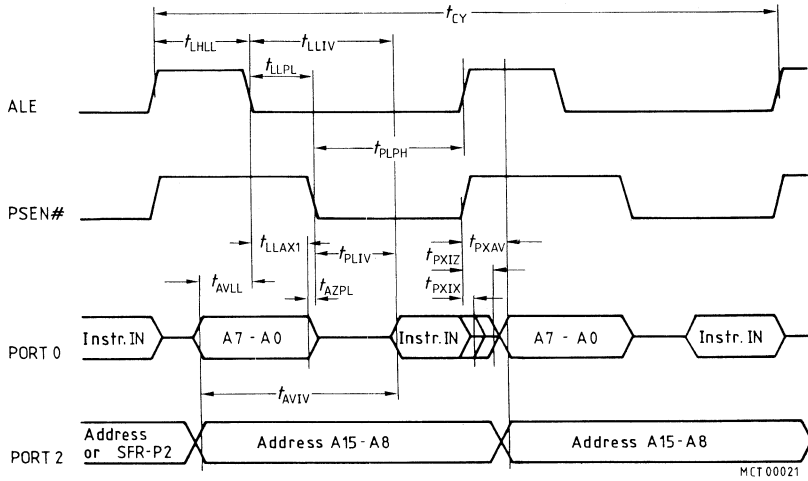 tCY
tLHLL
tLLIV
tLLPL
ALE
tPLPH
PSEN#
tLLAX1
tPLIV
tPXAV
tPXIZ
tAVLL
tAZPL
tPXIX
PORT 0
Instr. IN
A7 - A0
Instr. IN
A7 - A0
Instr. IN
tAVIV
PORT 2
Address
or SFR-P2
Address A15-A8
Address A15-A8
MCT00021